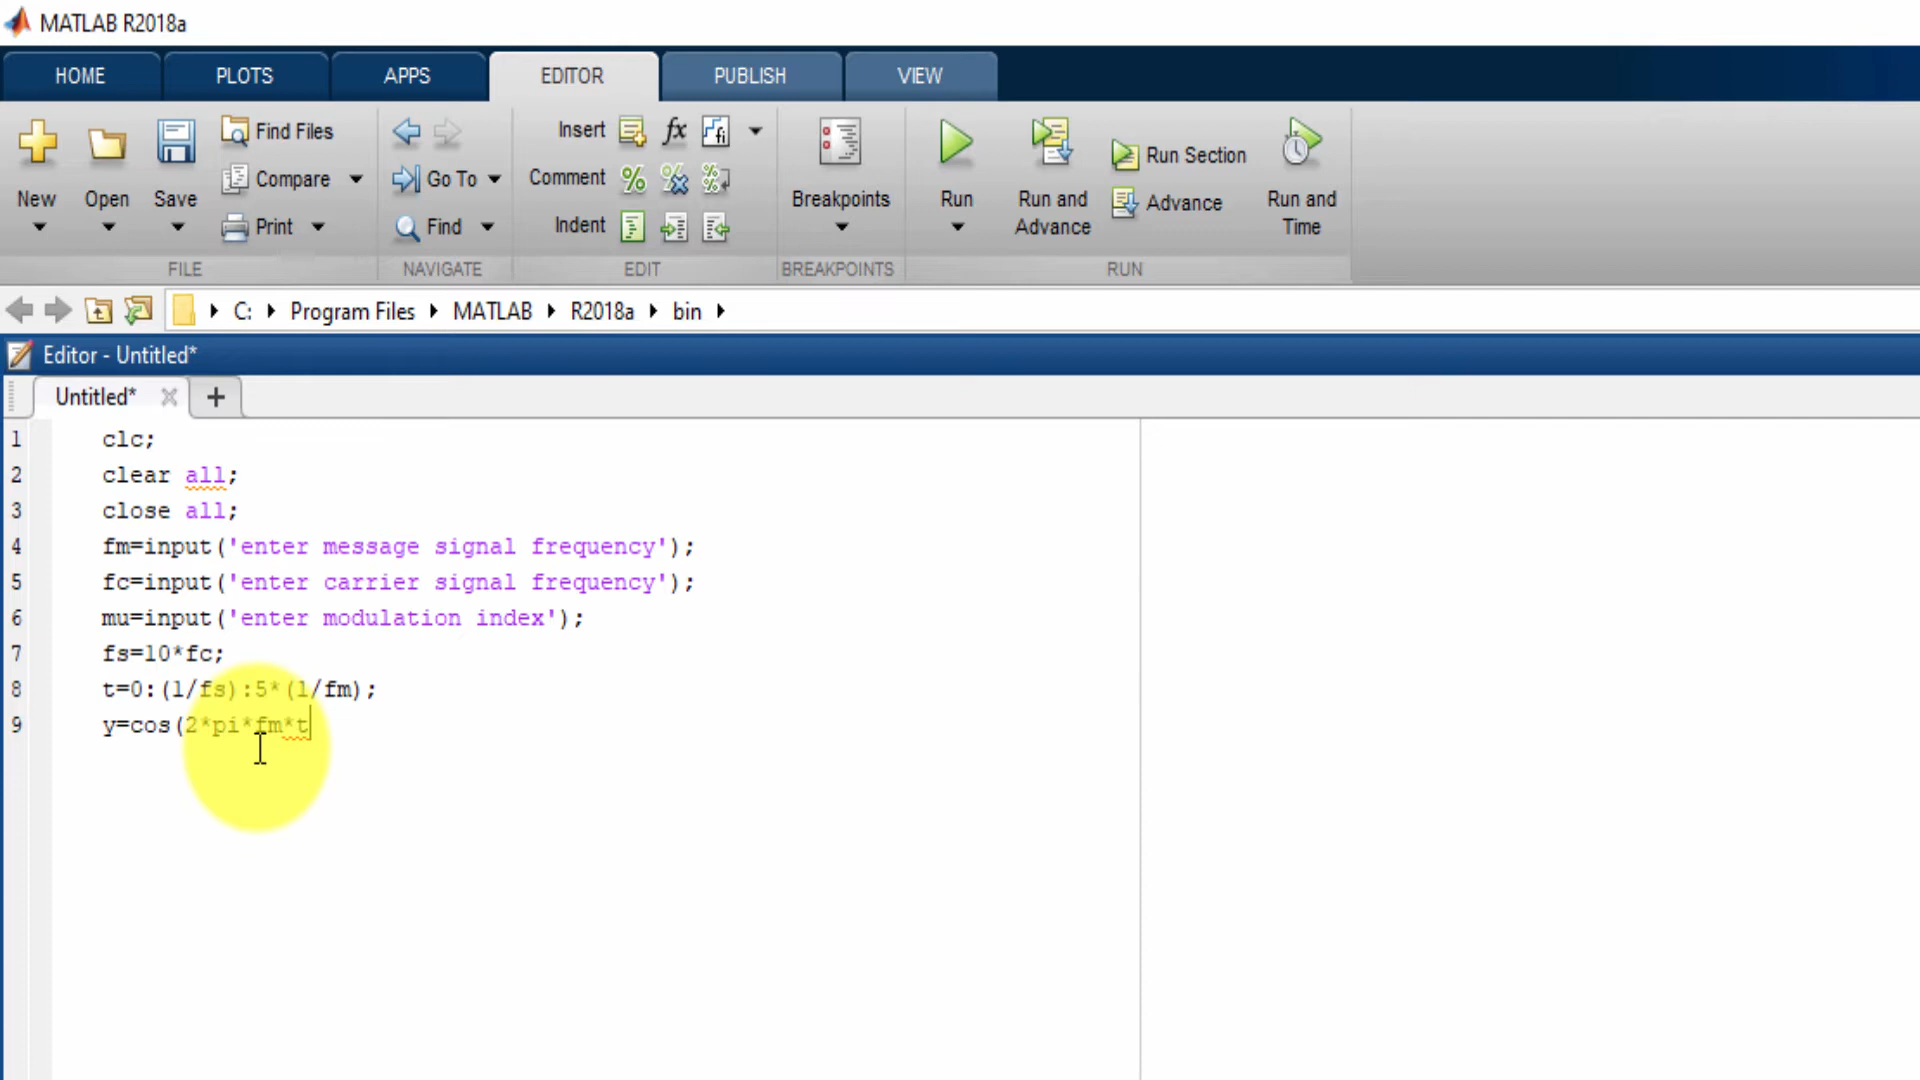 MATLAB R2018a
HOME PLOTS APPS EDITOR PUBLISH VIEW
New Open Save Find Files Compare Print
FILE
Go To Find
NAVIGATE
Insert fx fi
Comment % % %
Indent
EDIT
Breakpoints
BREAKPOINTS
Run Run and Advance Run Section Advance Run and Time
RUN
C: Program Files MATLAB R2018a bin
Editor - Untitled*
Untitled* +
1 clc;
2 clear all;
3 close all;
4 fm=input('enter message signal frequency');
5 fc=input('enter carrier signal frequency');
6 mu=input('enter modulation index');
7 fs=10*fc;
8 t=0:(1/fs):5*(1/fm);
9 y=cos(2*pi*fm*t